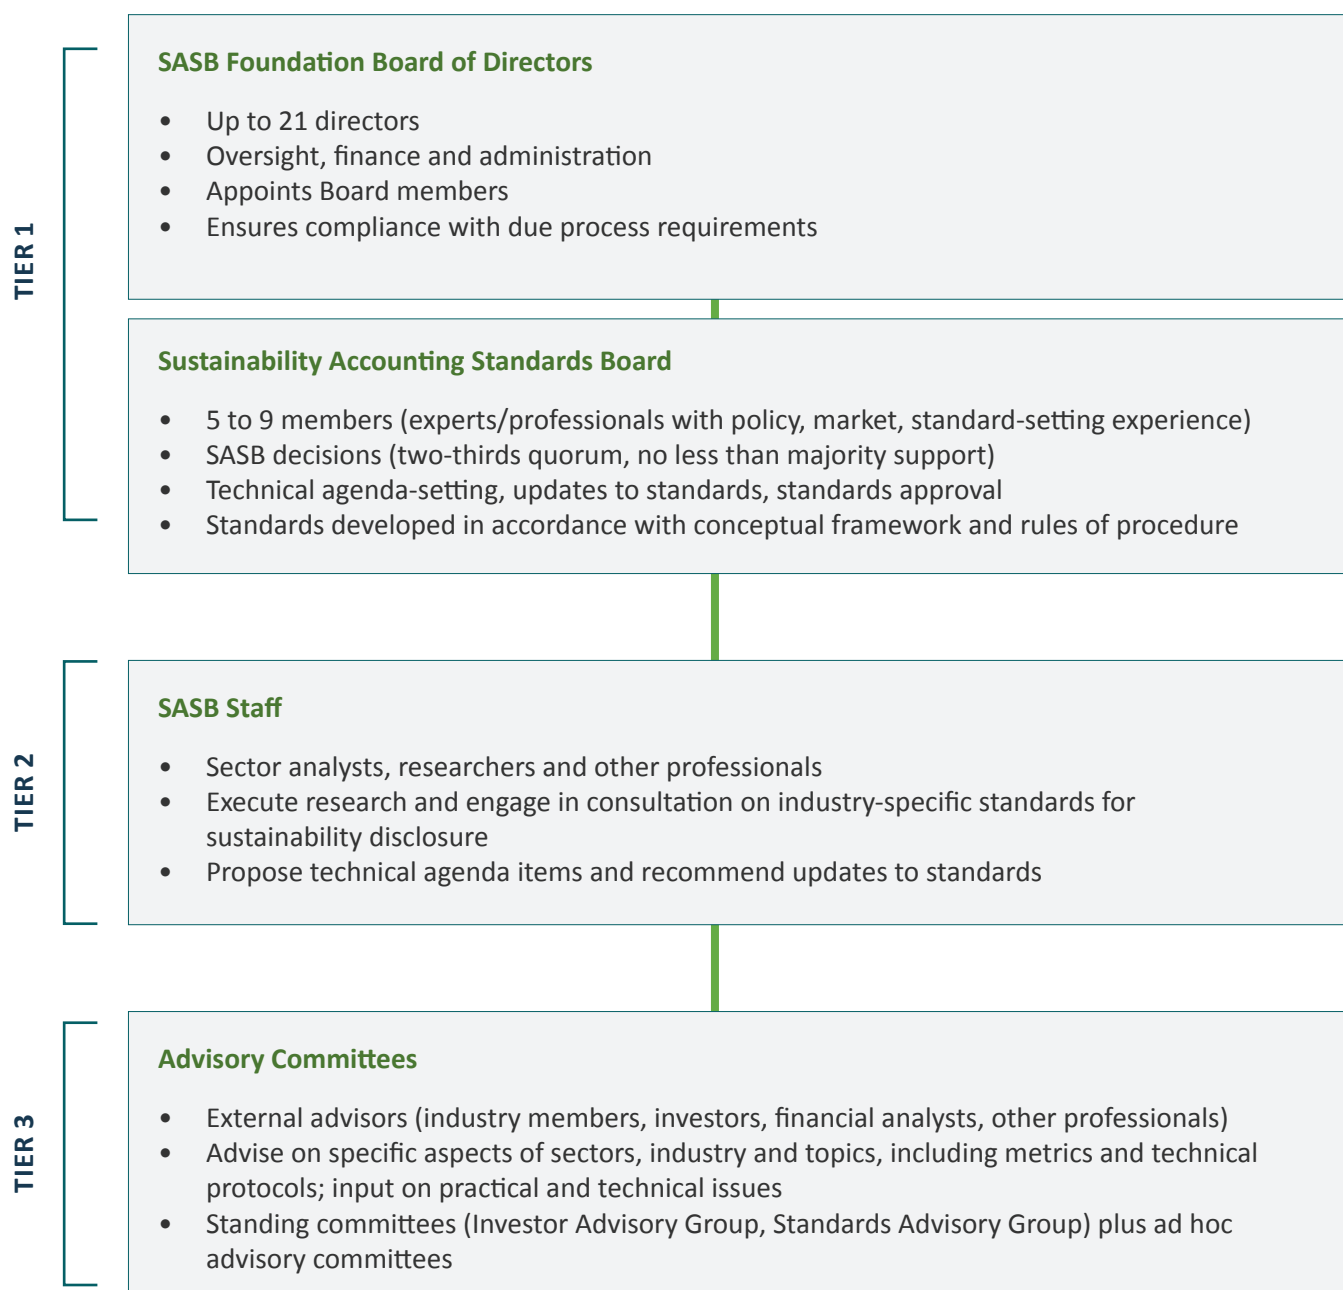 TIER 1
SASB Foundation Board of Directors
• Up to 21 directors
• Oversight, finance and administration
• Appoints Board members
• Ensures compliance with due process requirements
Sustainability Accounting Standards Board
• 5 to 9 members (experts/professionals with policy, market, standard-setting experience)
• SASB decisions (two-thirds quorum, no less than majority support)
• Technical agenda-setting, updates to standards, standards approval
• Standards developed in accordance with conceptual framework and rules of procedure
TIER 2
SASB Staff
• Sector analysts, researchers and other professionals
• Execute research and engage in consultation on industry-specific standards for
sustainability disclosure
• Propose technical agenda items and recommend updates to standards
TIER 3
Advisory Committees
• External advisors (industry members, investors, financial analysts, other professionals)
• Advise on specific aspects of sectors, industry and topics, including metrics and technical
protocols; input on practical and technical issues
• Standing committees (Investor Advisory Group, Standards Advisory Group) plus ad hoc
advisory committees